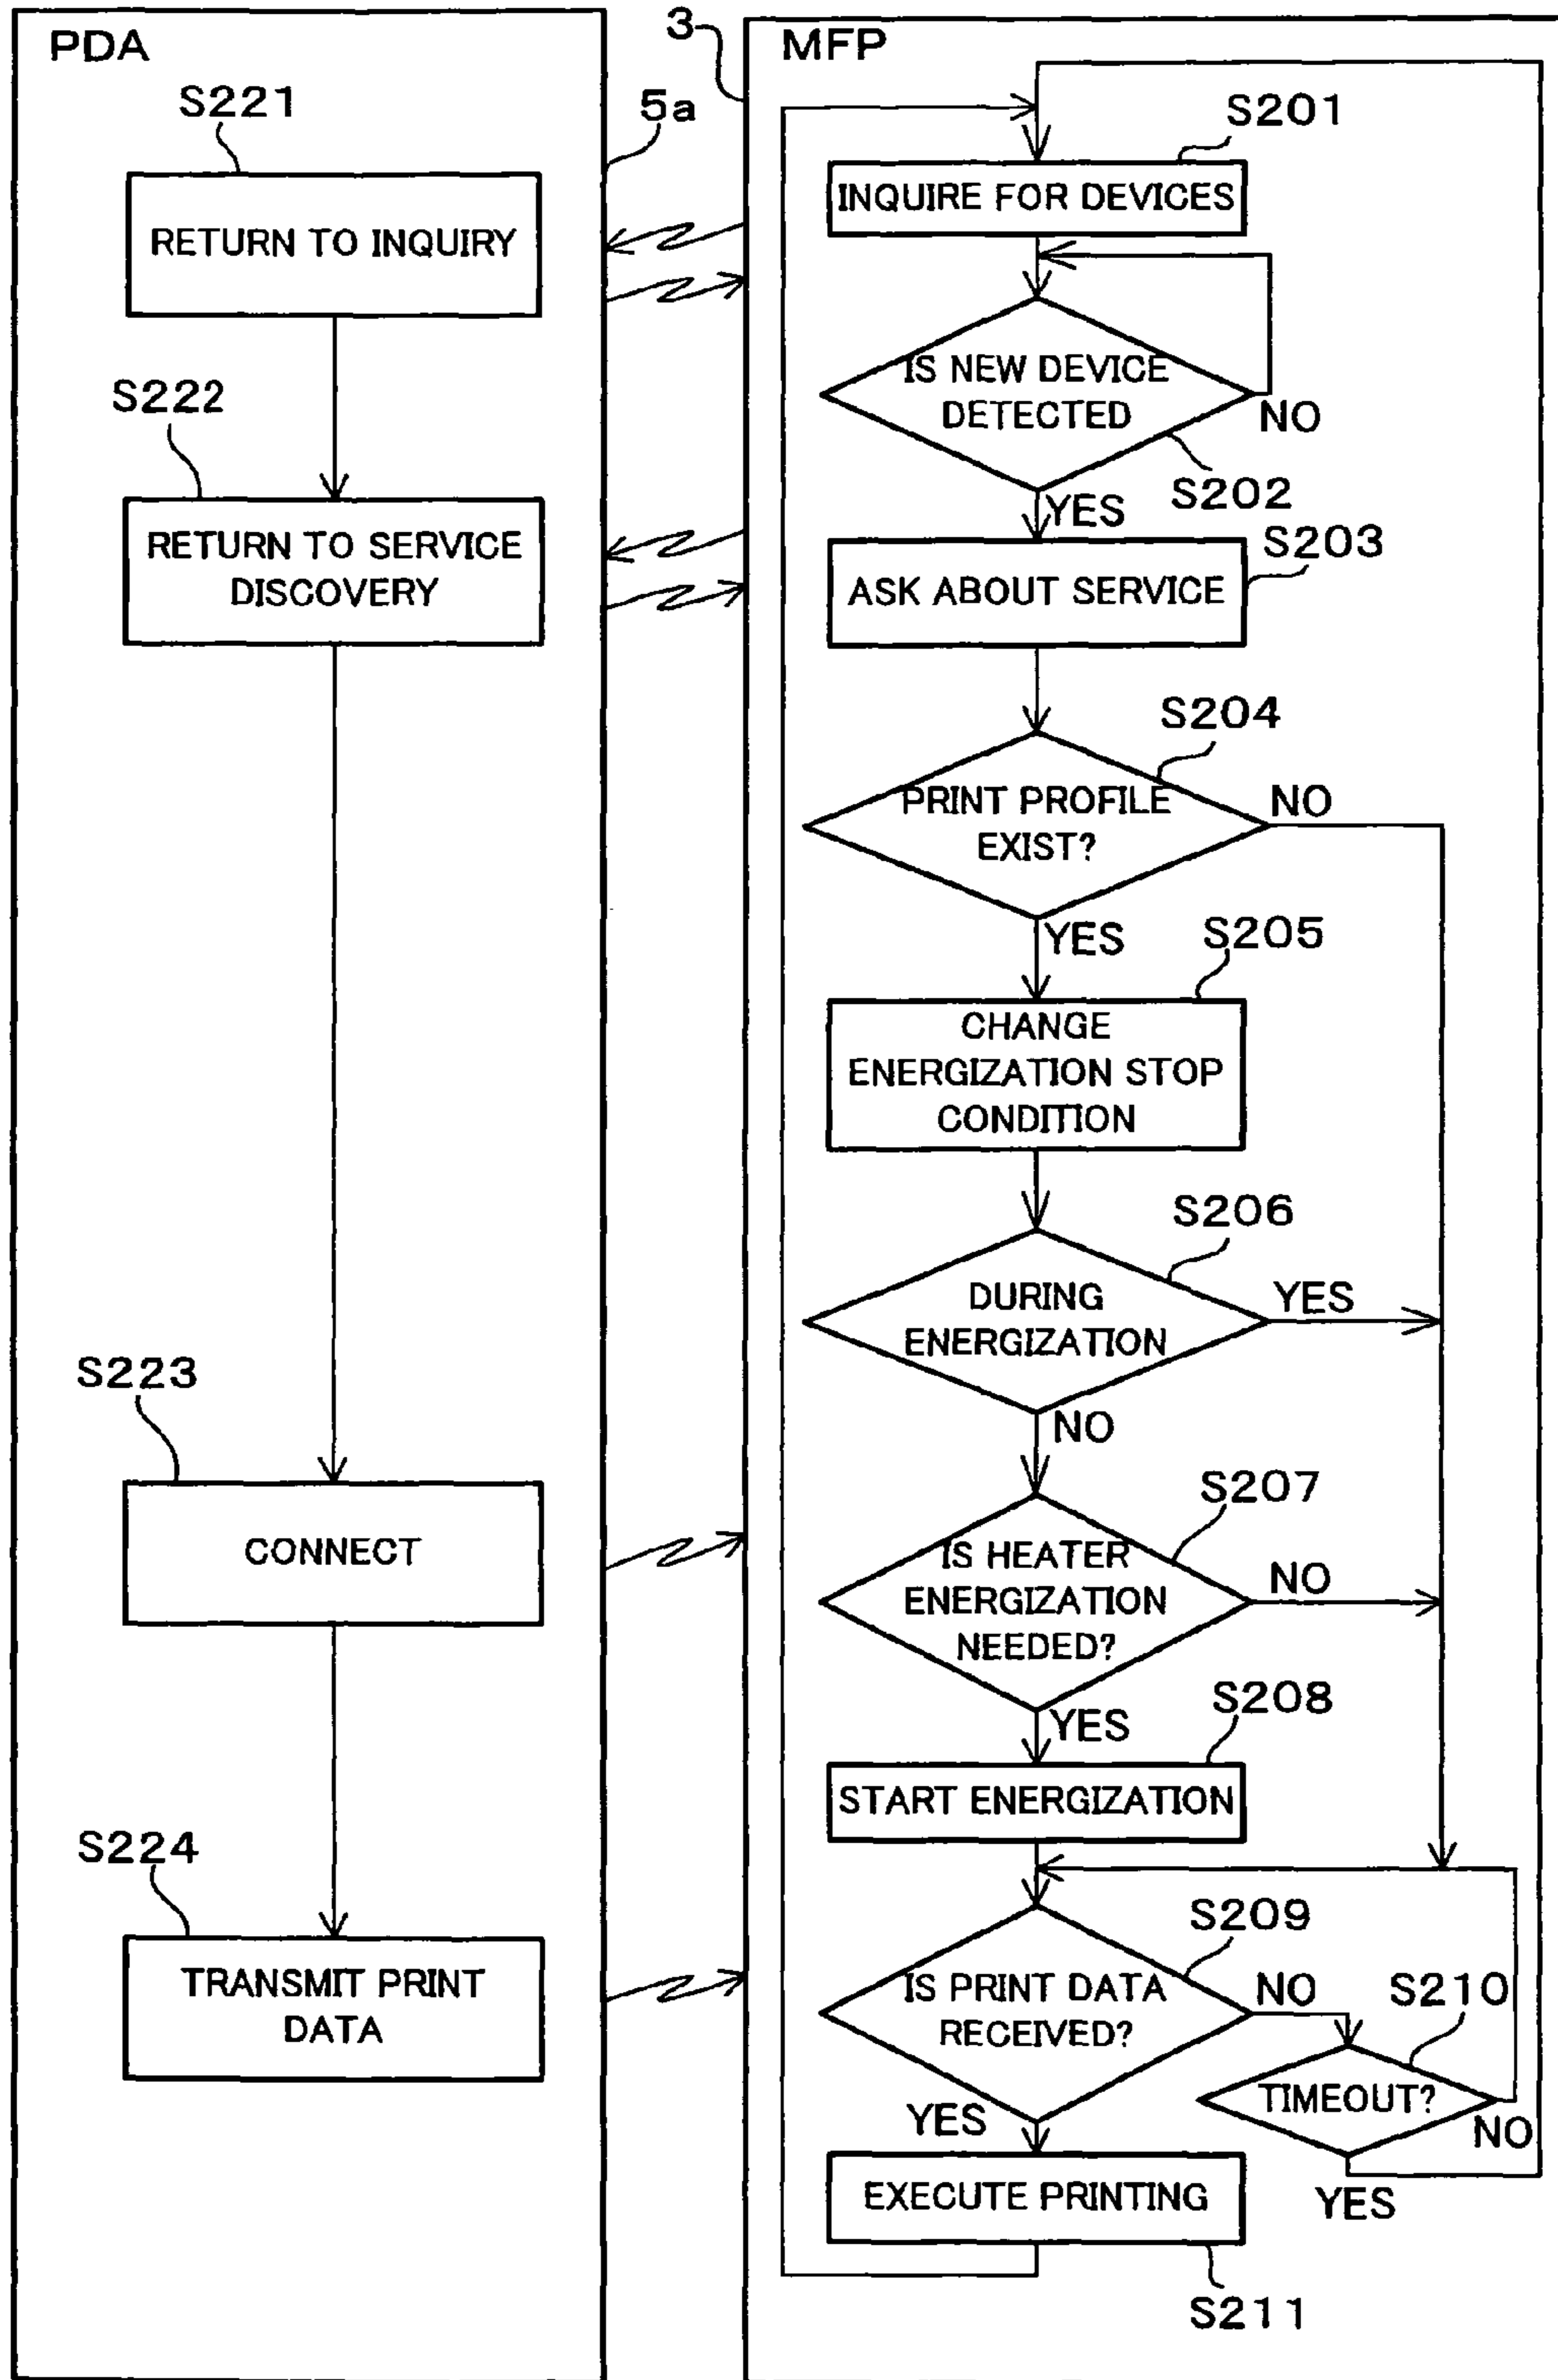 PDA
S221
RETURN TO INQUIRY
S222
RETURN TO SERVICE
DISCOVERY
S223
CONNECT
S224
TRANSMIT PRINT
DATA
5a
3
MFP
S201
INQUIRE FOR DEVICES
IS NEW DEVICE
DETECTED
NO
S202
YES
S203
ASK ABOUT SERVICE
S204
PRINT PROFILE
EXIST?
NO
YES
S205
CHANGE
ENERGIZATION STOP
CONDITION
S206
DURING
ENERGIZATION
YES
NO
S207
IS HEATER
ENERGIZATION
NEEDED?
NO
YES
S208
START ENERGIZATION
S209
IS PRINT DATA
RECEIVED?
NO
S210
TIMEOUT?
NO
YES
YES
EXECUTE PRINTING
S211